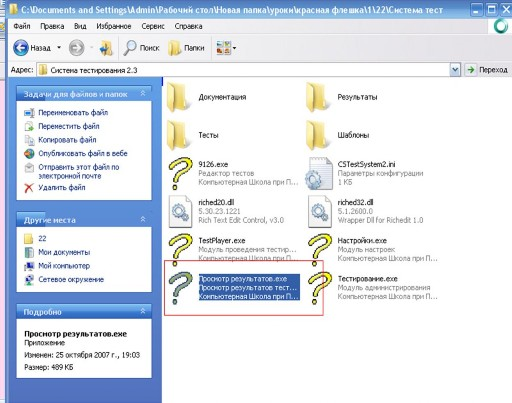 C:\Documents and Settings\Admin\Рабочий стол\Новая папка\уроки\красная флешка\1\22\Система тест
Файл Правка Вид Избранное Сервис Справка
Назад Поиск Папки
Адрес: Система тестирования 2.3 Переход
Задачи для файлов и папок
Переименовать файл
Переместить файл
Копировать файл
Опубликовать файл в вебе
Отправить этот файл по
электронной почте
Удалить файл
Другие места
22
Мои документы
Мой компьютер
Сетевое окружение
Подробно
Просмотр результатов.exe
Приложение
Изменен: 25 октября 2007 г., 19:03
Размер: 489 КБ
Документация
Результаты
Тесты
Шаблоны
9126.exe
Редактор тестов
Компьютерная Школа при П...
CSTestSystem2.ini
Параметры конфигурации
1 КБ
riched20.dll
5.30.23.1221
Rich Text Edit Control, v3.0
riched32.dll
5.1.2600.0
Wrapper Dll for Richedit 1.0
TestPlayer.exe
Модуль проведения тестир...
Компьютерная Школа при П...
Настройки.exe
Модуль настроек
Компьютерная Школа при П...
Просмотр результатов.exe
Просмотр результатов тест...
Компьютерная Школа при П...
Тестирование.exe
Модуль администрирования
Компьютерная Школа при П...